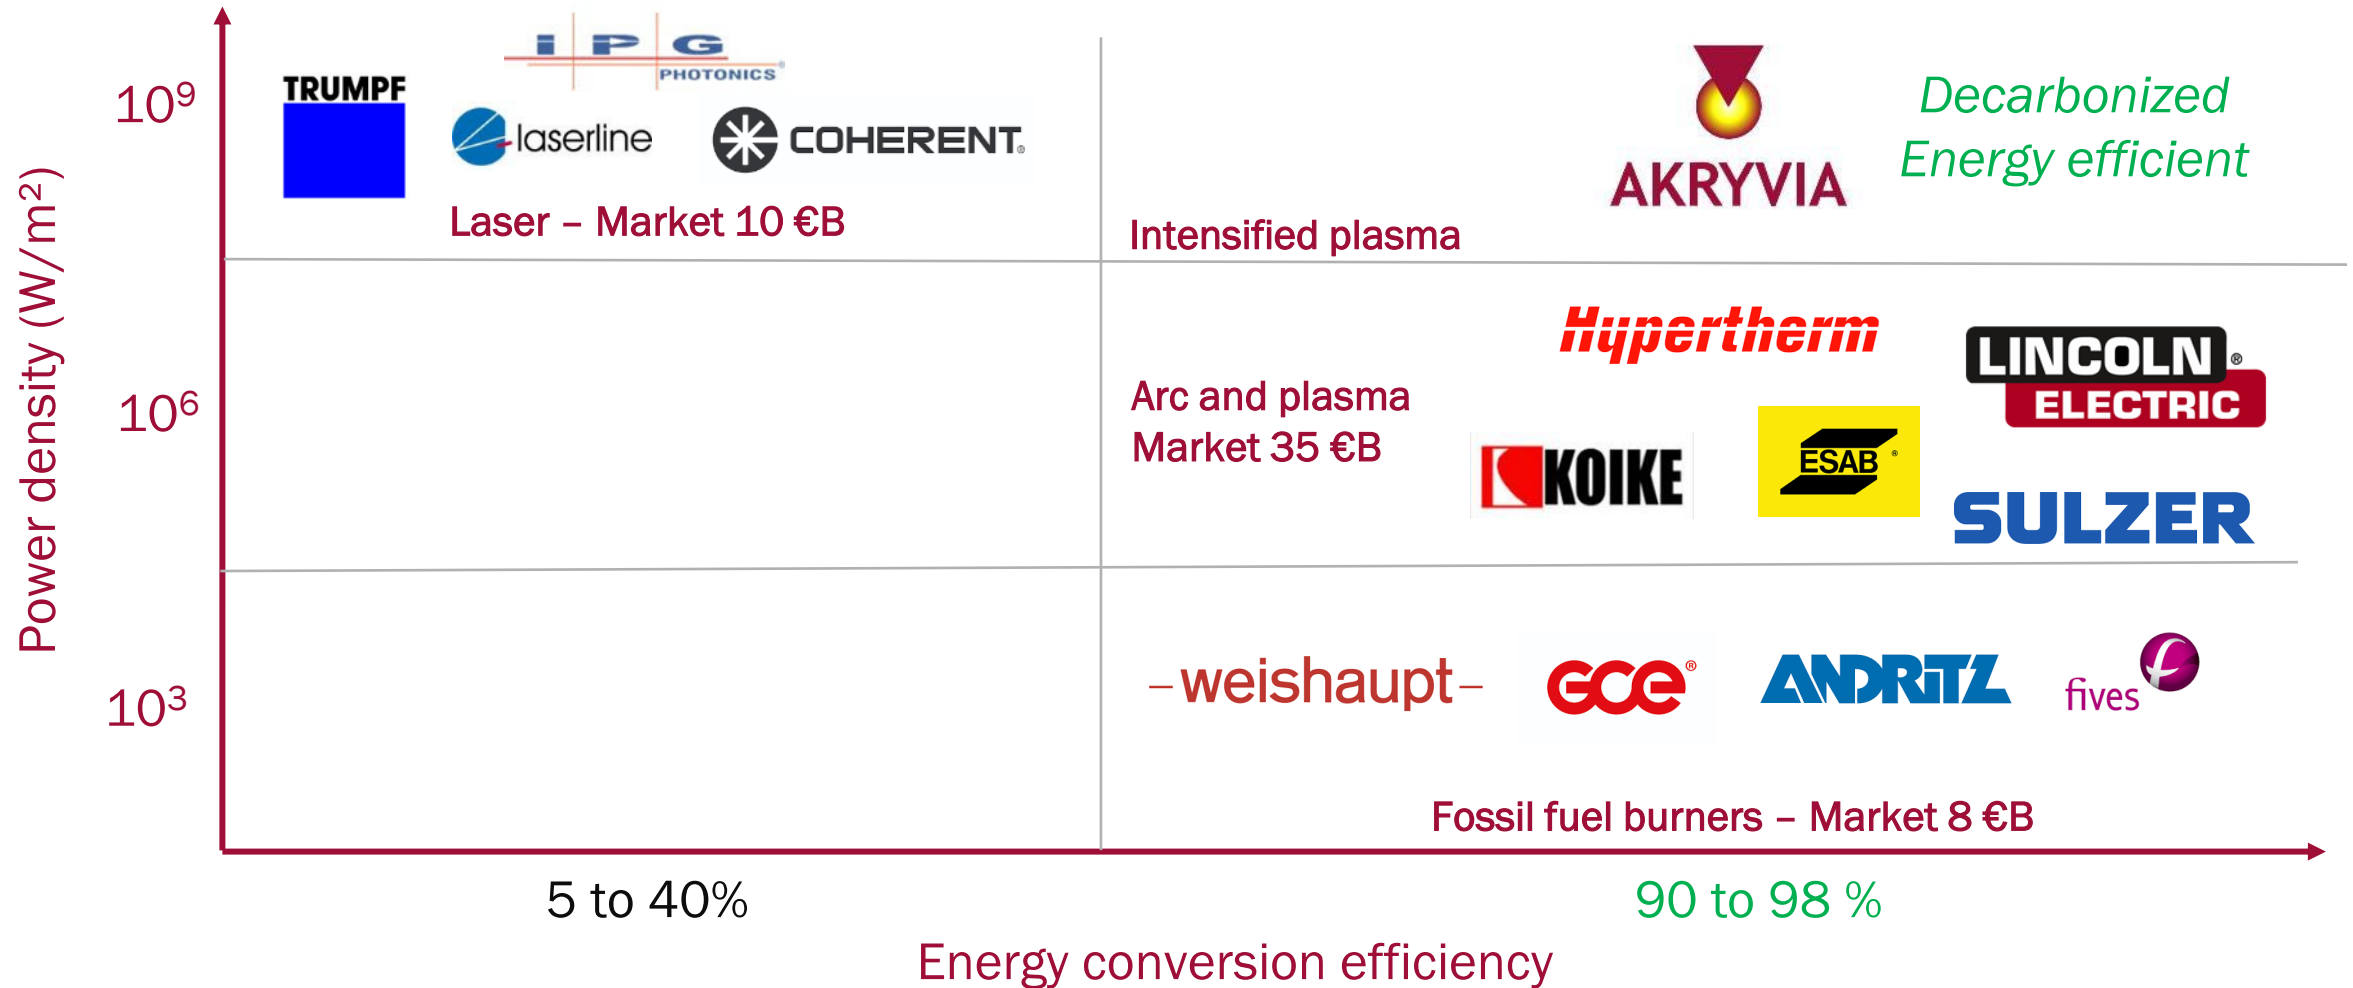 Power density (W/m²)
10⁹
10⁶
10³
TRUMPF
IPG
PHOTONICS®
laserline
COHERENT®
Laser – Market 10 €B
AKRYVIA
Decarbonized
Energy efficient
Intensified plasma
Hypertherm
LINCOLN®
ELECTRIC
Arc and plasma
Market 35 €B
KOIKE
ESAB®
SULZER
–weishaupt–
GCE®
ANDRITZ
fives
Fossil fuel burners – Market 8 €B
5 to 40%
90 to 98 %
Energy conversion efficiency